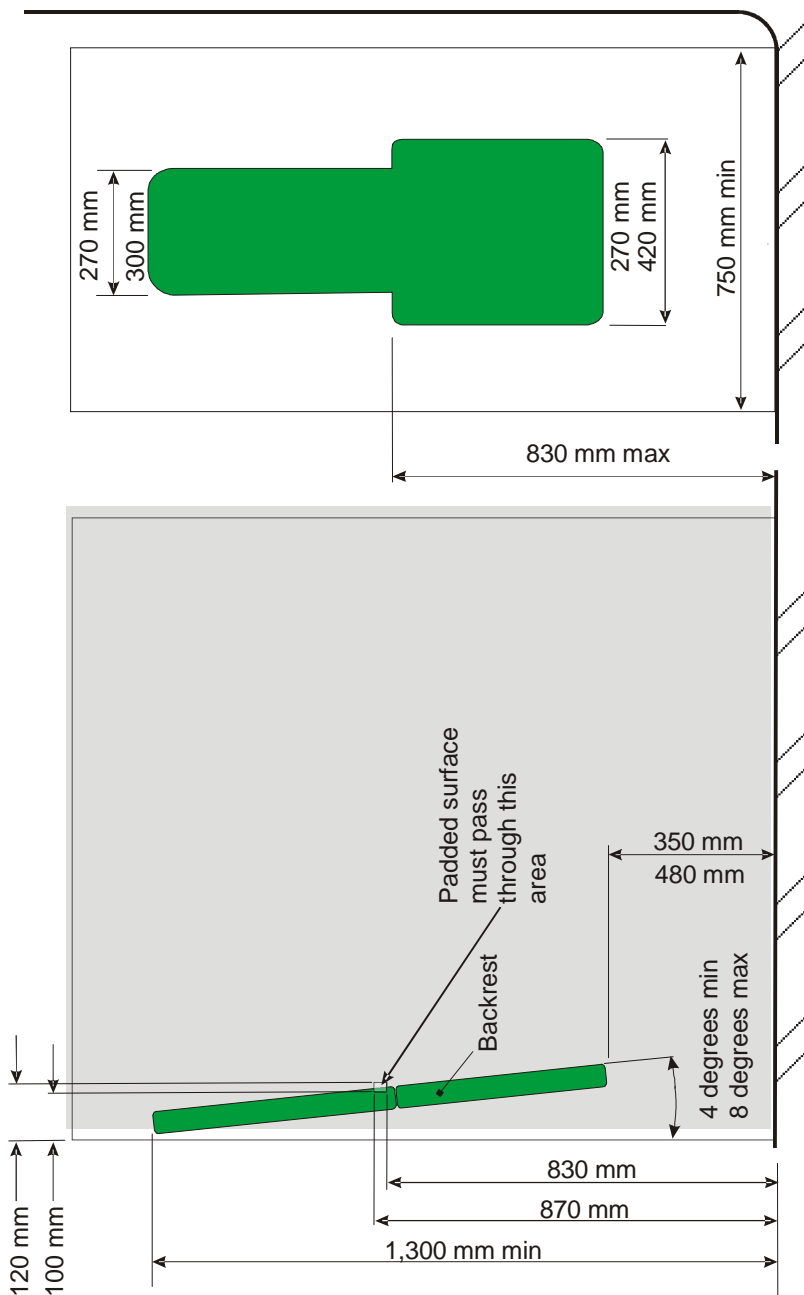 270 mm
300 mm
270 mm
420 mm
750 mm min
830 mm max
Padded surface
must pass
through this
area
Backrest
350 mm
480 mm
4 degrees min
8 degrees max
120 mm
100 mm
830 mm
870 mm
1,300 mm min